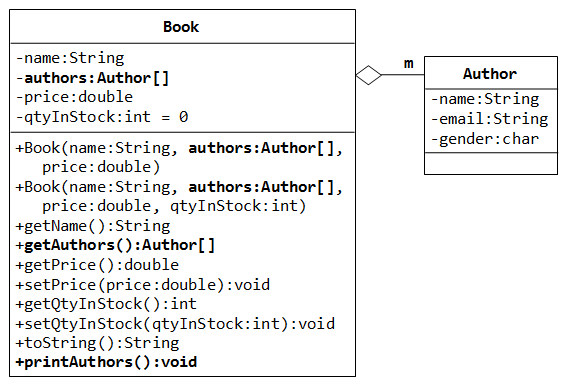 Book
-name:String
-authors:Author[]
-price:double
-qtyInStock:int = 0
+Book(name:String, authors:Author[],
price:double)
+Book(name:String, authors:Author[],
price:double, qtyInStock:int)
+getName():String
+getAuthors():Author[]
+getPrice():double
+setPrice(price:double):void
+getQtyInStock():int
+setQtyInStock(qtyInStock:int):void
+toString():String
+printAuthors():void
m
Author
-name:String
-email:String
-gender:char